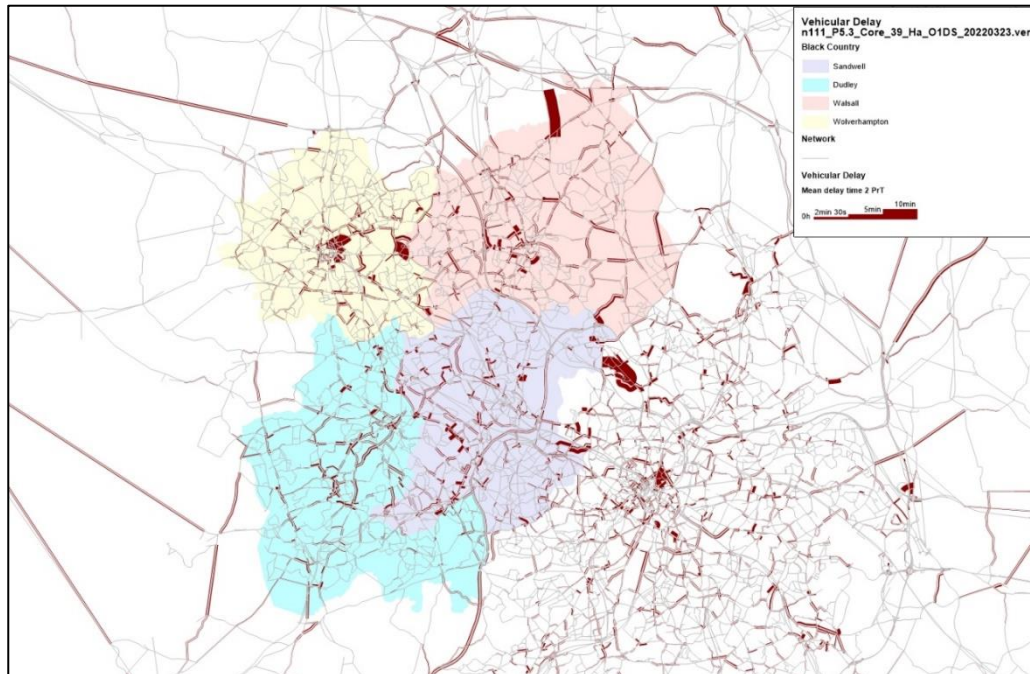 Vehicular Delay
n111_P5.3_Core_39_Ha_O1DS_20220323.ver
Black Country
Sandwell
Dudley
Walsall
Wolverhampton
Network
Vehicular Delay
Mean delay time 2 PrT
0h 2min 30s 5min 10min